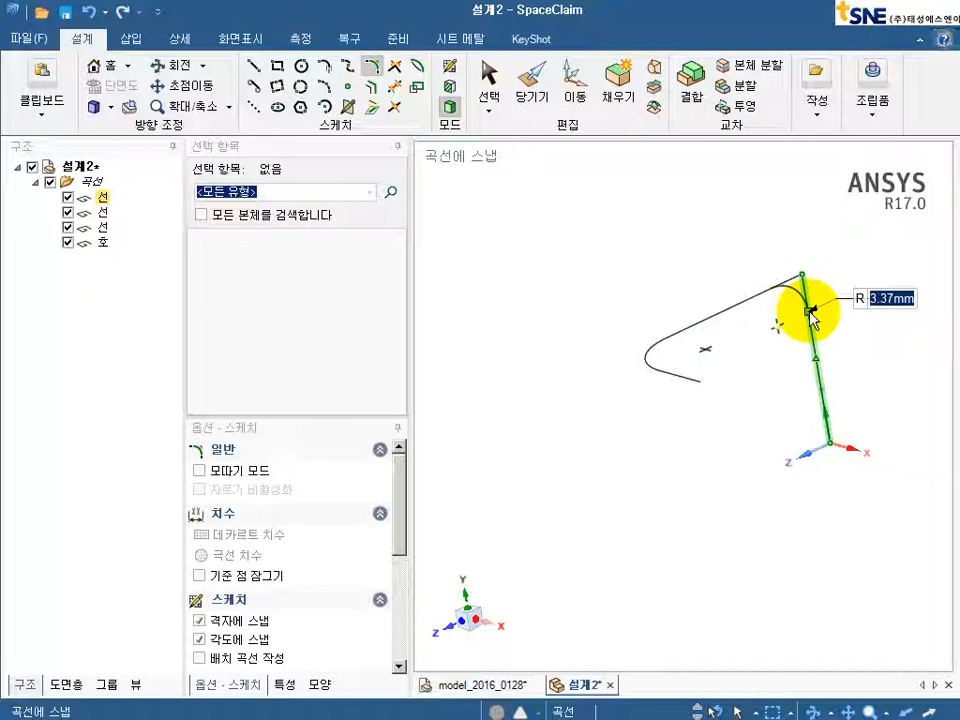 설계2 - SpaceClaim
tSNE (주)태성에스엔이
파일(F) 설계 삽입 상세 화면표시 측정 복구 준비 시트 메탈 KeyShot
클립보드
홈 회전
단면도 초점이동
확대/축소
방향 조정
스케치
모드
선택 당기기 이동 채우기
편집
결합 본체 분할
분할
투영
교차
작성
조립품
구조
설계2*
곡선
선
선
선
호
선택 항목
선택 항목: 없음
<모든 유형>
모든 본체를 검색합니다
옵션 - 스케치
일반
모따기 모드
자르기 비활성화
치수
데카르트 치수
극선 치수
기준 점 잠그기
스케치
격자에 스냅
각도에 스냅
배치 곡선 작성
구조 도면층 그룹 뷰
옵션 - 스케치 특성 모양
곡선에 스냅
ANSYS
R17.0
R 3.37mm
Z X
Y
Z X
model_2016_0128* 설계2*
곡선에 스냅
곡선